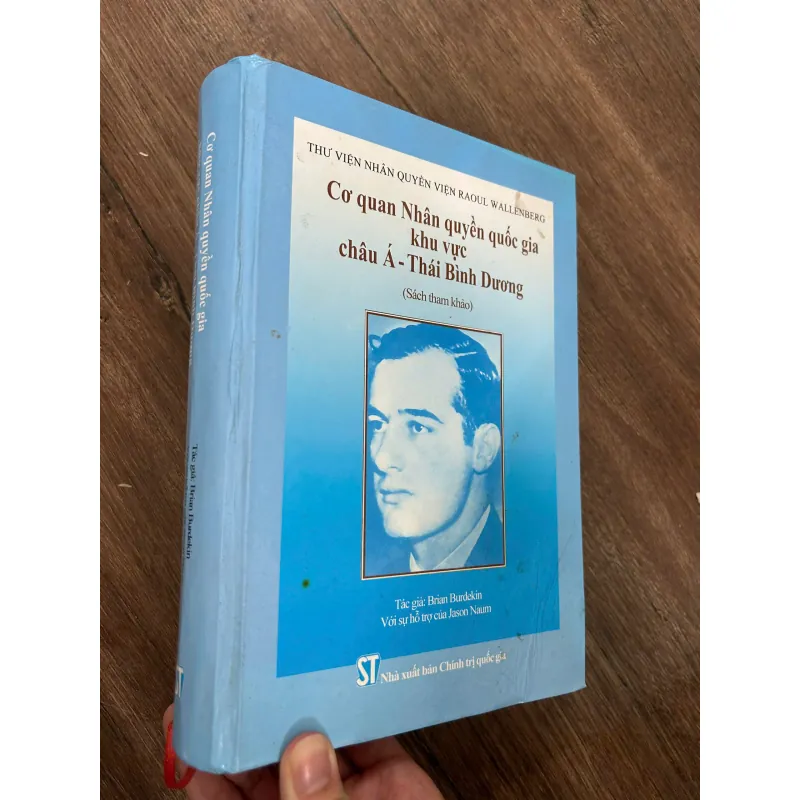 THƯ VIỆN NHÂN QUYỀN VIỆN RAOUL WALLENBERG
Cơ quan Nhân quyền quốc gia
khu vực
châu Á - Thái Bình Dương
(Sách tham khảo)
Tác giả: Brian Burdekin
Với sự hỗ trợ của Jason Naum
ST Nhà xuất bản Chính trị quốc gia
Cơ quan Nhân quyền quốc gia
Tác giả: Brian Burdekin
ST